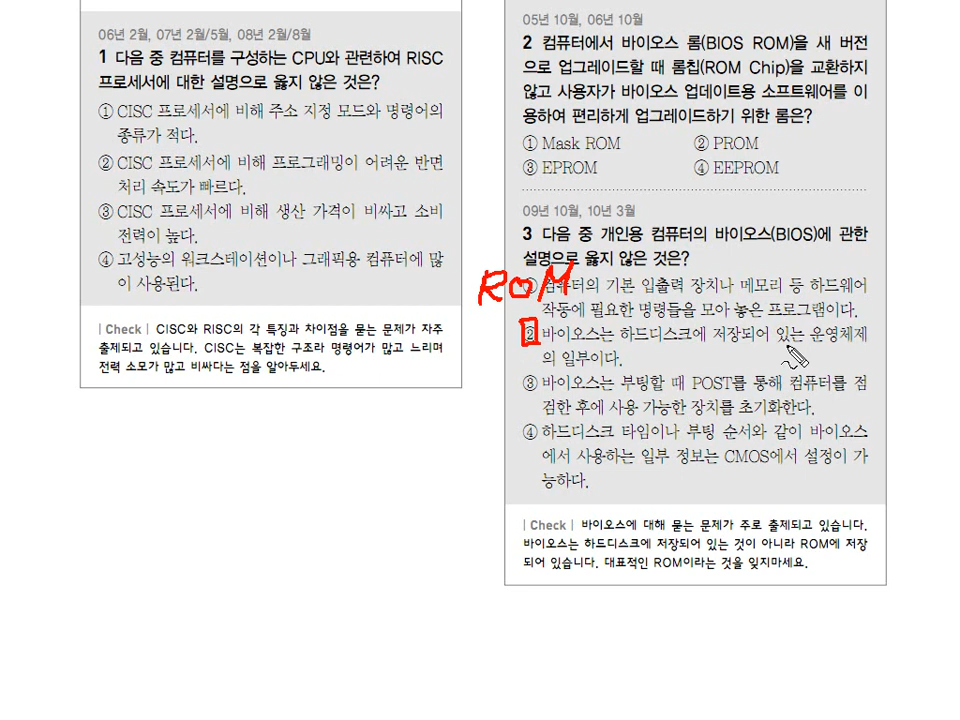 06년 2월, 07년 2월/5월, 08년 2월/8월
1 다음 중 컴퓨터를 구성하는 CPU와 관련하여 RISC
프로세서에 대한 설명으로 옳지 않은 것은?
① CISC 프로세서에 비해 주소 지정 모드와 명령어의
종류가 적다.
② CISC 프로세서에 비해 프로그래밍이 어려운 반면
처리 속도가 빠르다.
③ CISC 프로세서에 비해 생산 가격이 비싸고 소비
전력이 높다.
④ 고성능의 워크스테이션이나 그래픽용 컴퓨터에 많
이 사용된다.
| Check | CISC와 RISC의 각 특징과 차이점을 묻는 문제가 자주
출제되고 있습니다. CISC는 복잡한 구조라 명령어가 많고 느리며
전력 소모가 많고 비싸다는 점을 알아두세요.
05년 10월, 06년 10월
2 컴퓨터에서 바이오스 롬(BIOS ROM)을 새 버전
으로 업그레이드할 때 롬칩(ROM Chip)을 교환하지
않고 사용자가 바이오스 업데이트용 소프트웨어를 이
용하여 편리하게 업그레이드하기 위한 롬은?
① Mask ROM ② PROM
③ EPROM ④ EEPROM
09년 10월, 10년 3월
3 다음 중 개인용 컴퓨터의 바이오스(BIOS)에 관한
설명으로 옳지 않은 것은?
ROM
① 컴퓨터의 기본 입출력 장치나 메모리 등 하드웨어
작동에 필요한 명령들을 모아 놓은 프로그램이다.
② 바이오스는 하드디스크에 저장되어 있는 운영체제
의 일부이다.
③ 바이오스는 부팅할 때 POST를 통해 컴퓨터를 점
검한 후에 사용 가능한 장치를 초기화한다.
④ 하드디스크 타임이나 부팅 순서와 같이 바이오스
에서 사용하는 일부 정보는 CMOS에서 설정이 가
능하다.
| Check | 바이오스에 대해 묻는 문제가 주로 출제되고 있습니다.
바이오스는 하드디스크에 저장되어 있는 것이 아니라 ROM에 저장
되어 있습니다. 대표적인 ROM이라는 것을 잊지마세요.